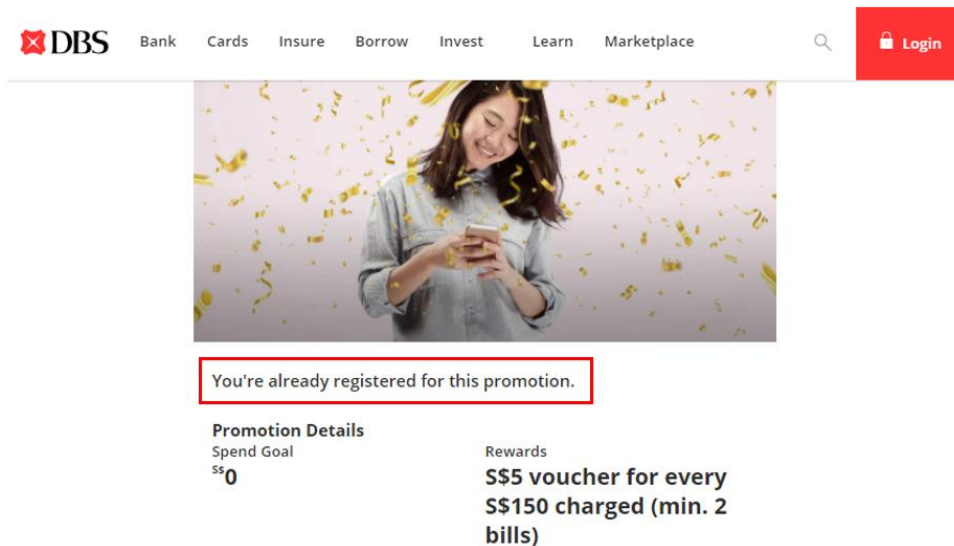 DBS Bank Cards Insure Borrow Invest Learn Marketplace Login
You're already registered for this promotion.
Promotion Details
Spend Goal
S$0
Rewards
S$5 voucher for every
S$150 charged (min. 2
bills)